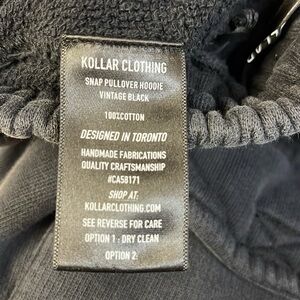 KOLLAR CLOTHING
SNAP PULLOVER HOODIE
VINTAGE BLACK
100%COTTON
DESIGNED IN TORONTO
HANDMADE FABRICATIONS
QUALITY CRAFTSMANSHIP
#CA58171
SHOP AT:
KOLLARCLOTHING.COM
SEE REVERSE FOR CARE
OPTION 1 : DRY CLEAN
OPTION 2: